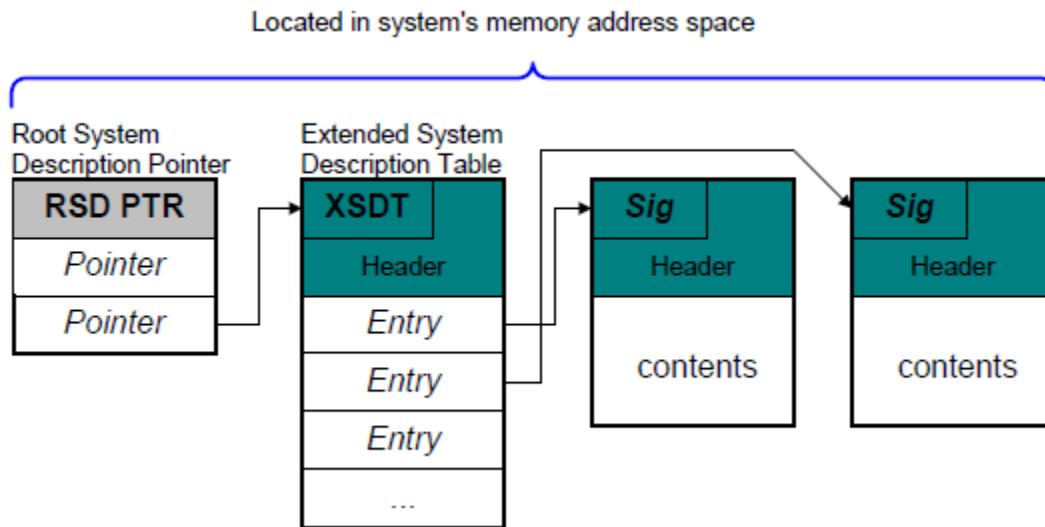 Located in system's memory address space
Root System
Description Pointer
RSD PTR
Pointer
Pointer
Extended System
Description Table
XSDT
Header
Entry
Entry
Entry
...
Sig
Header
contents
Sig
Header
contents